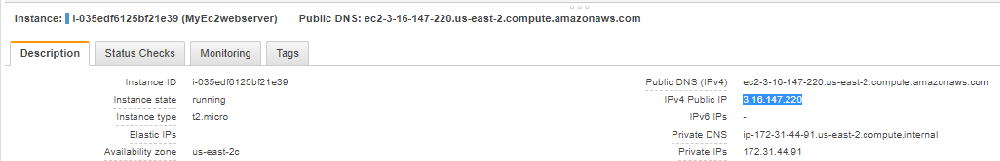 Instance: i-035edf6125bf21e39 (MyEc2webserver) Public DNS: ec2-3-16-147-220.us-east-2.compute.amazonaws.com
Description Status Checks Monitoring Tags
Instance ID i-035edf6125bf21e39 Public DNS (IPv4) ec2-3-16-147-220.us-east-2.compute.amazonaws.com
Instance state running IPv4 Public IP 3.16.147.220
Instance type t2.micro IPv6 IPs -
Elastic IPs Private DNS ip-172-31-44-91.us-east-2.compute.internal
Availability zone us-east-2c Private IPs 172.31.44.91